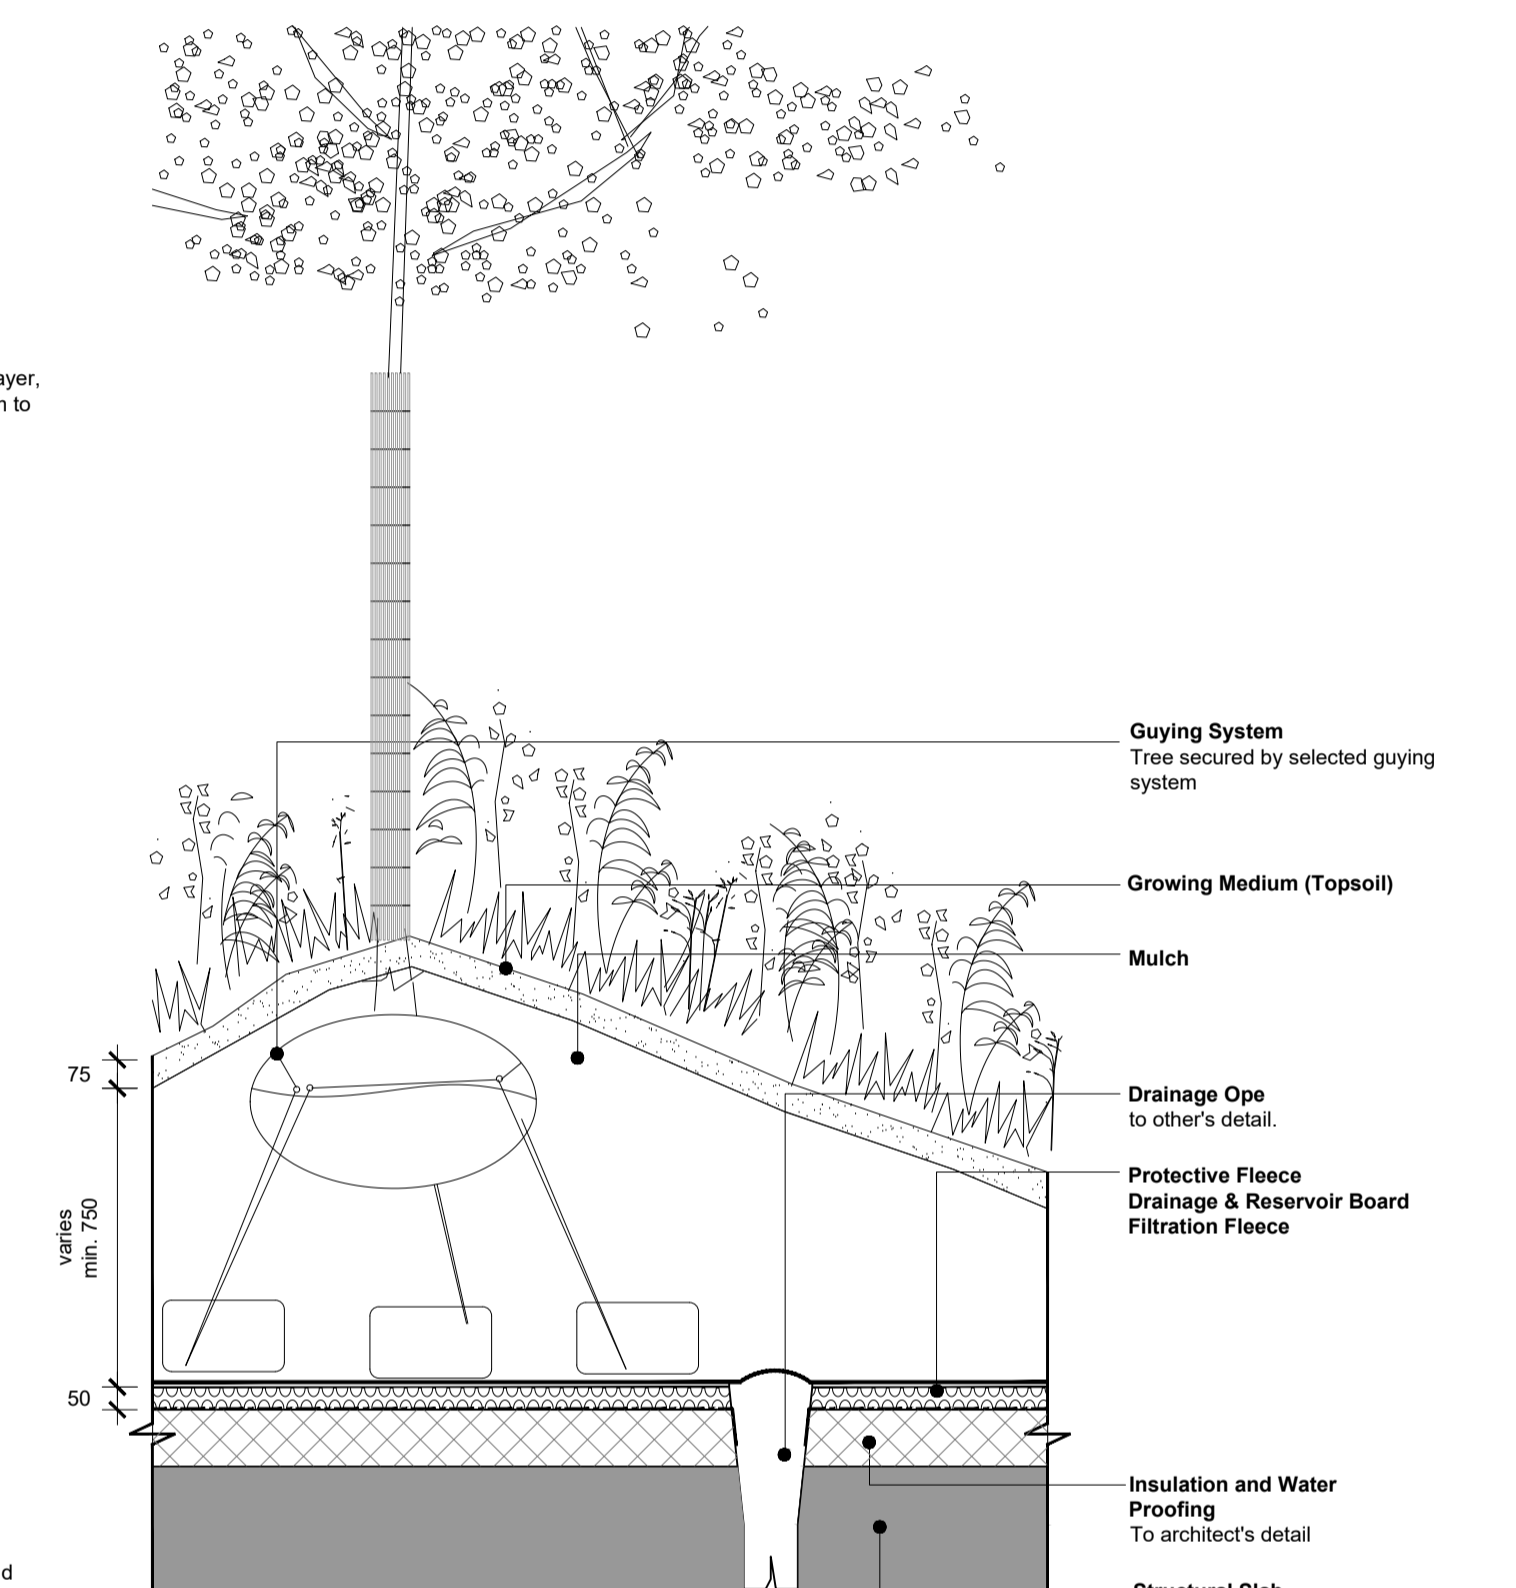 ayer,
to
Guying System
Tree secured by selected guying
system
Growing Medium (Topsoil)
Mulch
75
Drainage Ope
to other's detail.
Protective Fleece
Drainage & Reservoir Board
Filtration Fleece
varies
min. 750
50
Insulation and Water
Proofing
To architect's detail
d
Structural Slab